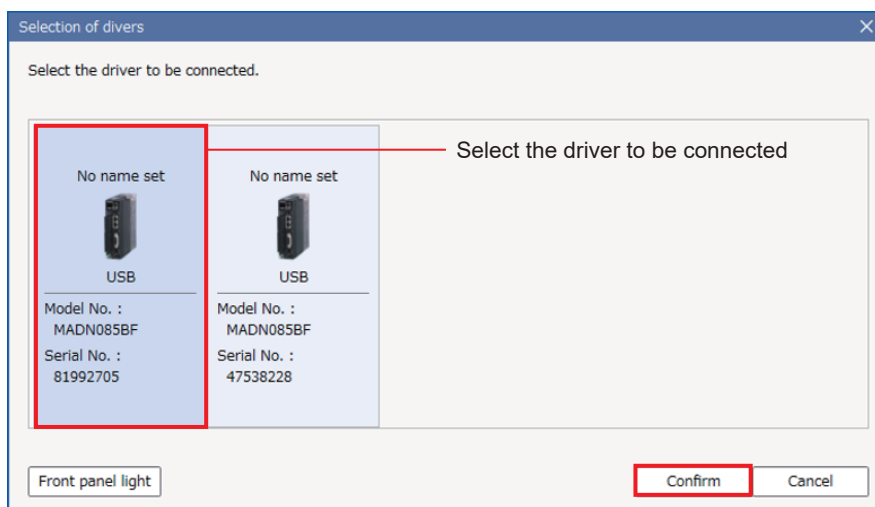 Selection of divers
Select the driver to be connected.
Select the driver to be connected
No name set
USB
Model No. :
MADN085BF
Serial No. :
81992705
No name set
USB
Model No. :
MADN085BF
Serial No. :
47538228
Front panel light
Confirm
Cancel